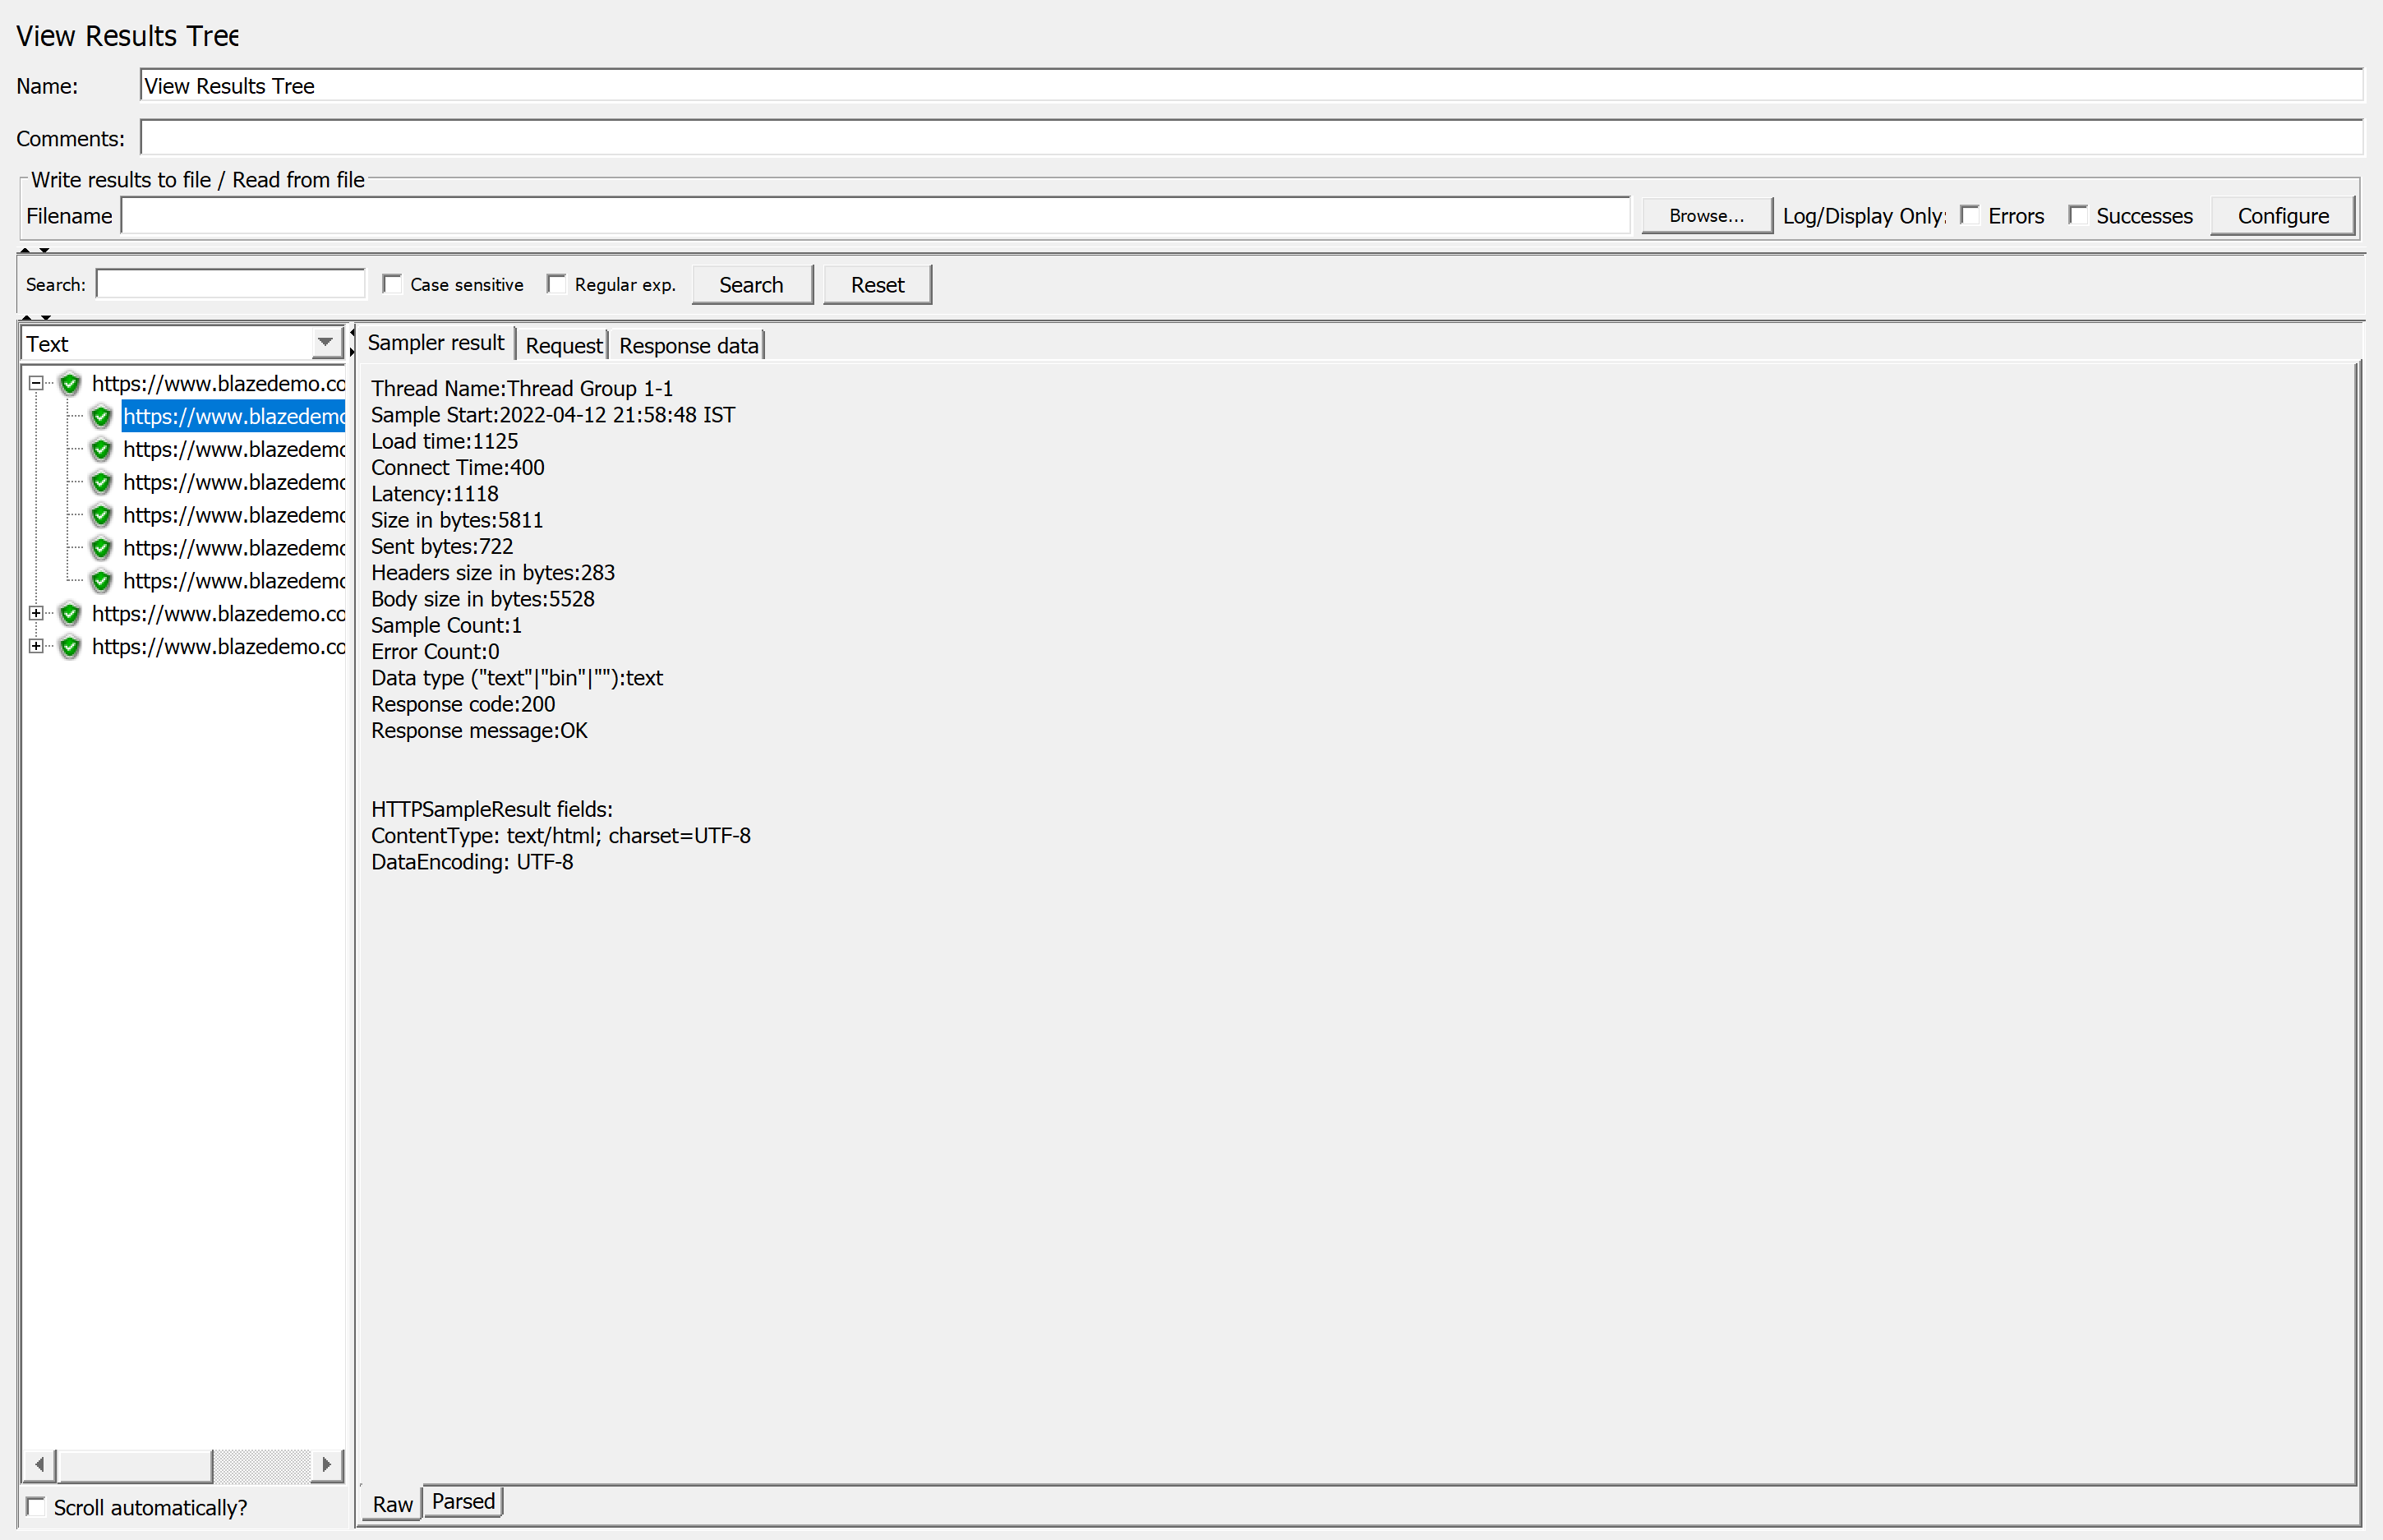 View Results Tree
Name: View Results Tree
Comments:
Write results to file / Read from file
Filename Browse... Log/Display Only: Errors Successes Configure
Search: Case sensitive Regular exp. Search Reset
Text
Sampler result Request Response data
https://www.blazedemo.co
https://www.blazedemo
https://www.blazedemo
https://www.blazedemo
https://www.blazedemo
https://www.blazedemo
https://www.blazedemo
https://www.blazedemo.co
https://www.blazedemo.co
Thread Name:Thread Group 1-1
Sample Start:2022-04-12 21:58:48 IST
Load time:1125
Connect Time:400
Latency:1118
Size in bytes:5811
Sent bytes:722
Headers size in bytes:283
Body size in bytes:5528
Sample Count:1
Error Count:0
Data type ("text"|"bin"|""):text
Response code:200
Response message:OK
HTTPSampleResult fields:
ContentType: text/html; charset=UTF-8
DataEncoding: UTF-8
Scroll automatically?
Raw Parsed